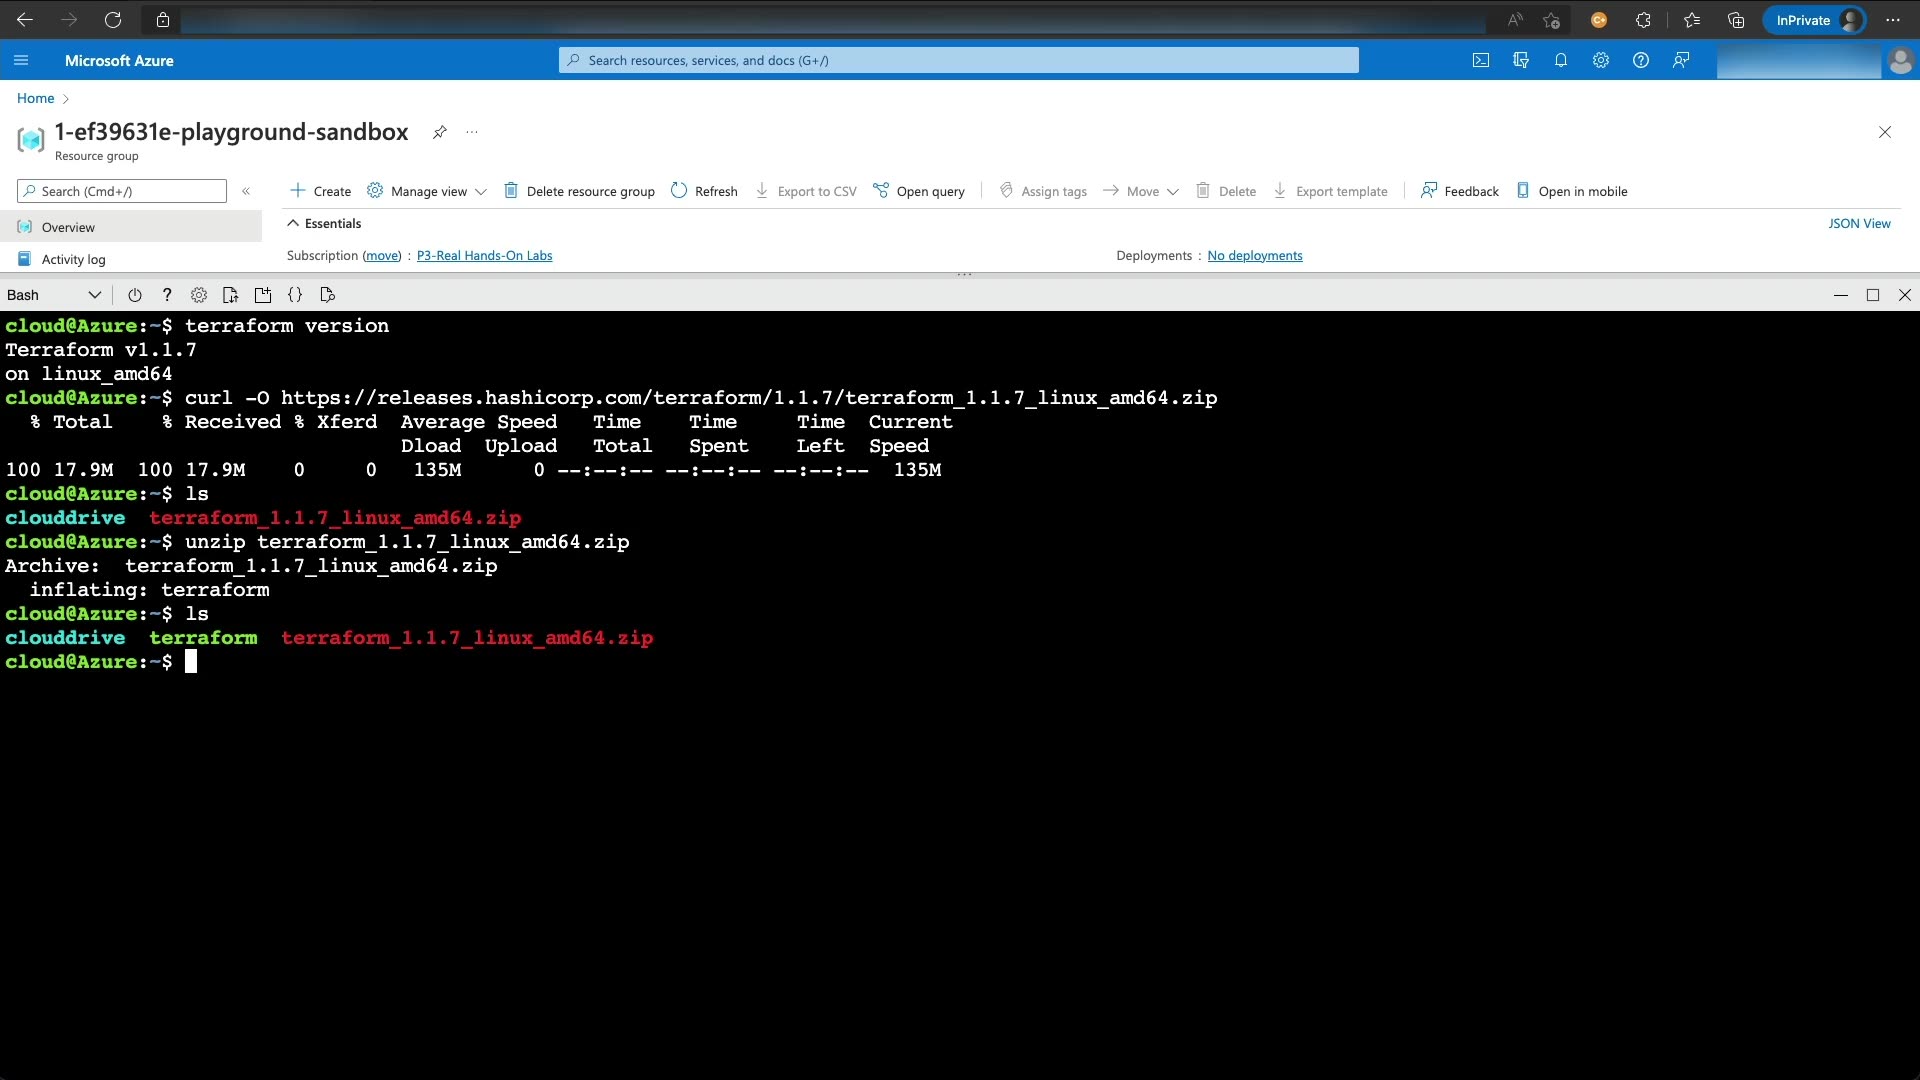 InPrivate
Microsoft Azure
Search resources, services, and docs (G+/)
Home
1-ef39631e-playground-sandbox
Resource group
Search (Cmd+/)
Create Manage view Delete resource group Refresh Export to CSV Open query Assign tags Move Delete Export template Feedback Open in mobile
Overview
Essentials
JSON View
Activity log
Subscription (move) : P3-Real Hands-On Labs
Deployments : No deployments
Bash
cloud@Azure:~$ terraform version
Terraform v1.1.7
on linux_amd64
cloud@Azure:~$ curl -O https://releases.hashicorp.com/terraform/1.1.7/terraform_1.1.7_linux_amd64.zip
% Total % Received % Xferd Average Speed Time Time Time Current
Dload Upload Total Spent Left Speed
100 17.9M 100 17.9M 0 0 135M 0 --:--:-- --:--:-- --:--:-- 135M
cloud@Azure:~$ ls
clouddrive terraform_1.1.7_linux_amd64.zip
cloud@Azure:~$ unzip terraform_1.1.7_linux_amd64.zip
Archive: terraform_1.1.7_linux_amd64.zip
inflating: terraform
cloud@Azure:~$ ls
clouddrive terraform terraform_1.1.7_linux_amd64.zip
cloud@Azure:~$